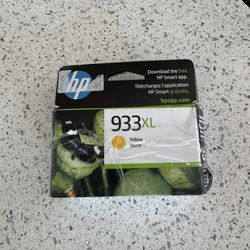 hp
Download the free
HP Smart app.
Téléchargez l'application
HP Smart gratuite.
hpapp.com
933XL
Yellow
Jaune